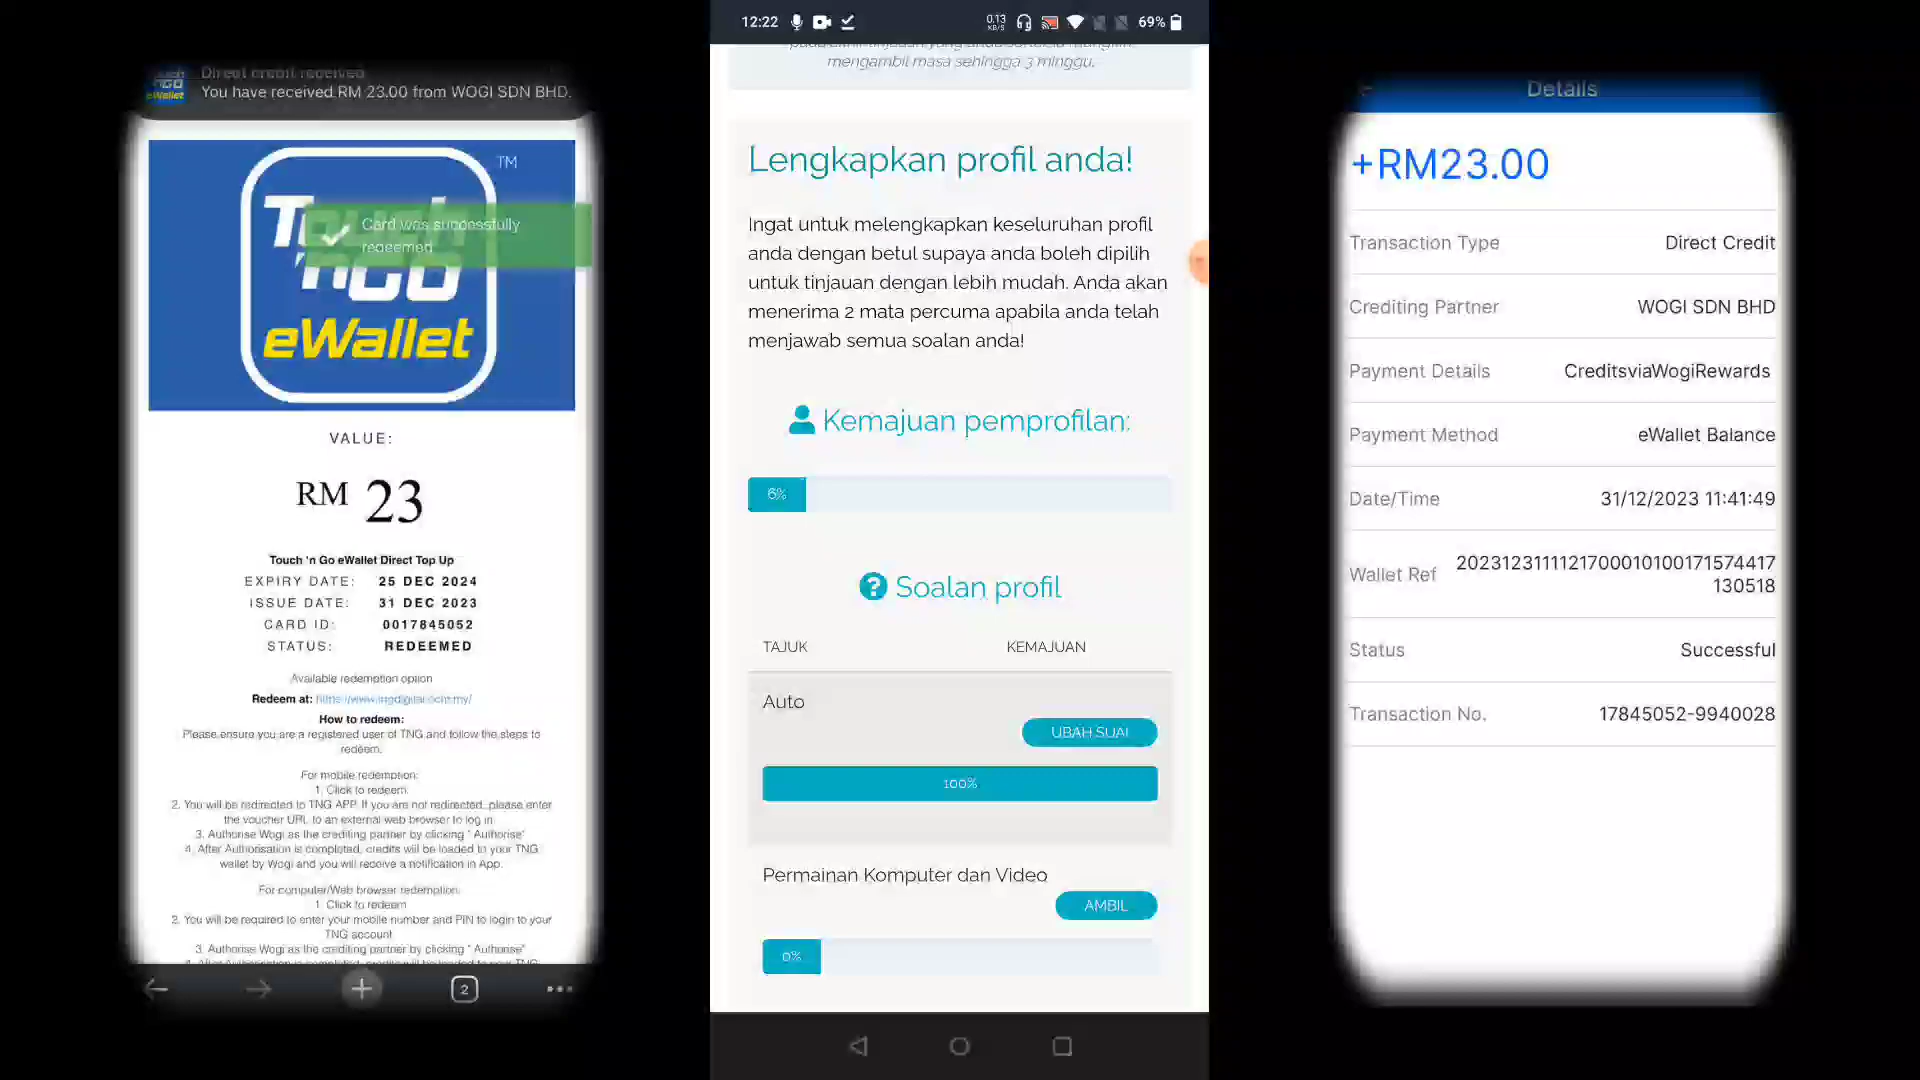 Direct credit received
You have received RM 23.00 from WOGI SDN BHD.
TM
Touch
'nGO
eWallet
Card was successfully
redeemed
VALUE:
RM 23
Touch 'n Go eWallet Direct Top Up
EXPIRY DATE: 25 DEC 2024
ISSUE DATE: 31 DEC 2023
CARD ID: 0017845052
STATUS: REDEEMED
Available redemption option
Redeem at: https://www.tngdigital.com.my/
How to redeem:
Please ensure you are a registered user of TNG and follow the steps to
redeem.
For mobile redemption:
1. Click to redeem.
2. You will be redirected to TNG APP. If you are not redirected, please enter
the voucher URL to an external web browser to log in
3. Authorise Wogi as the crediting partner by clicking " Authorise"
4. After Authorisation is completed, credits will be loaded to your TNG
wallet by Wogi and you will receive a notification in App.
For computer/Web browser redemption:
1. Click to redeem
2. You will be required to enter your mobile number and PIN to login to your
TNG account
3. Authorise Wogi as the crediting partner by clicking " Authorise"
2
12:22
0.13
KB/S
69%
mengambil masa sehingga 3 minggu.
Lengkapkan profil anda!
Ingat untuk melengkapkan keseluruhan profil
anda dengan betul supaya anda boleh dipilih
untuk tinjauan dengan lebih mudah. Anda akan
menerima 2 mata percuma apabila anda telah
menjawab semua soalan anda!
Kemajuan pemprofilan:
6%
Soalan profil
TAJUK KEMAJUAN
Auto
UBAH SUAI
100%
Permainan Komputer dan Video
AMBIL
0%
Details
+RM23.00
Transaction Type Direct Credit
Crediting Partner WOGI SDN BHD
Payment Details CreditsviaWogiRewards
Payment Method eWallet Balance
Date/Time 31/12/2023 11:41:49
Wallet Ref 20231231111217000101001715744​17
130518
Status Successful
Transaction No. 17845052-9940028